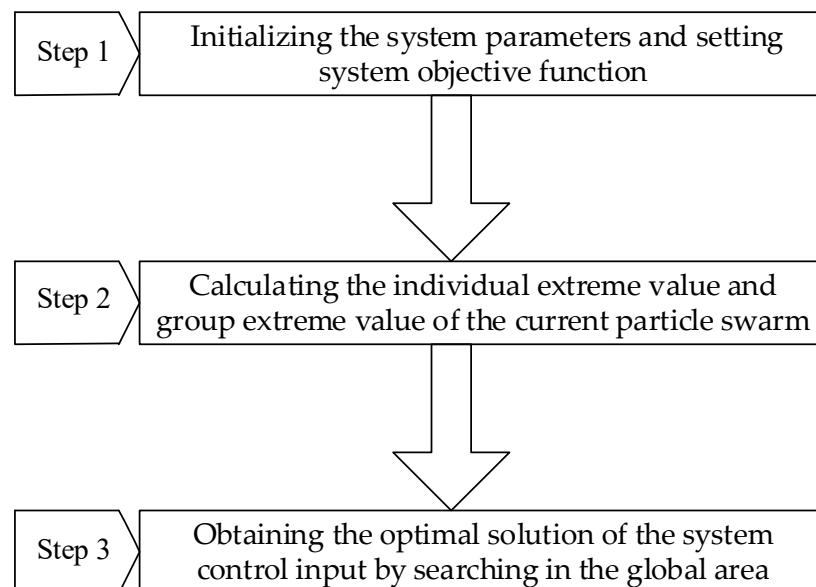 Step 1
Initializing the system parameters and setting
system objective function
Step 2
Calculating the individual extreme value and
group extreme value of the current particle swarm
Step 3
Obtaining the optimal solution of the system
control input by searching in the global area